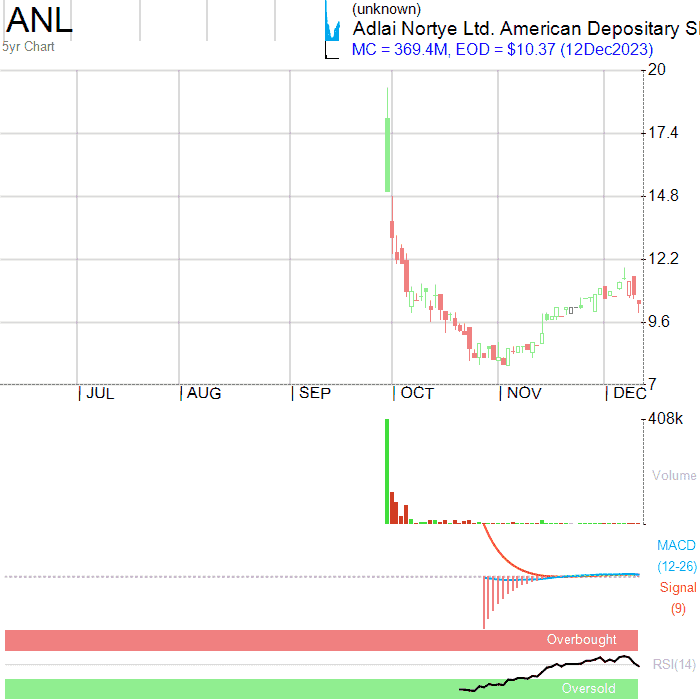 ANL
5yr Chart
(unknown)
Adlai Nortye Ltd. American Depositary S
MC = 369.4M, EOD = $10.37 (12Dec2023)
20
17.4
14.8
12.2
9.6
7
JUL AUG SEP OCT NOV DEC
408k
Volume
MACD
(12-26)
Signal
(9)
Overbought
RSI(14)
Oversold